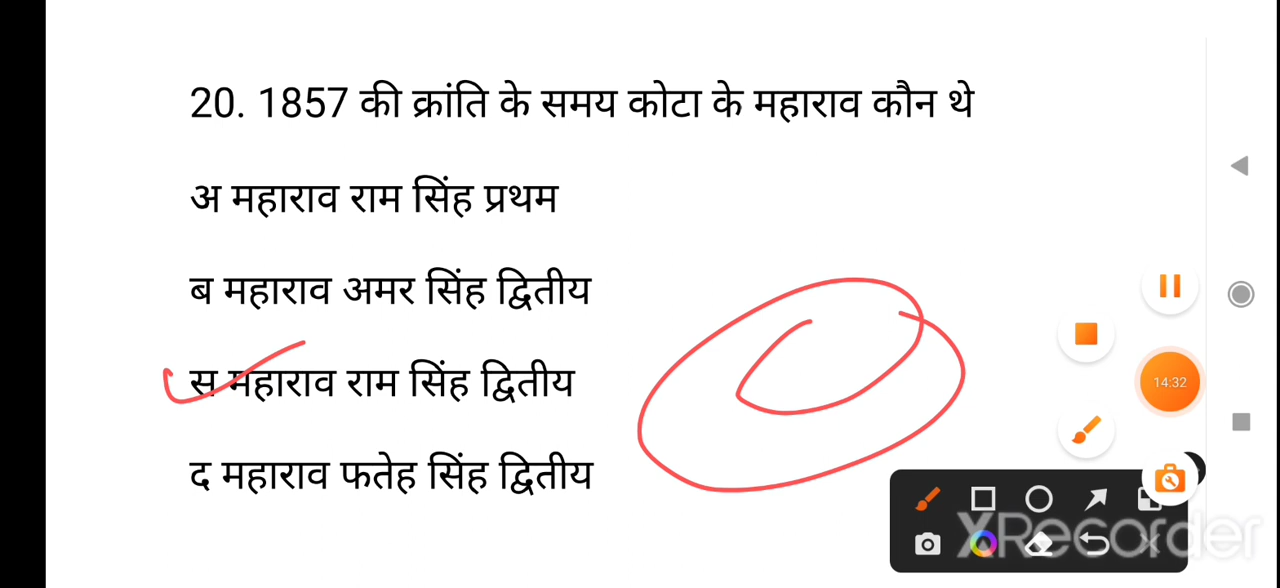 20. 1857 की क्रांति के समय कोटा के महाराव कौन थे
अ महाराव राम सिंह प्रथम
ब महाराव अमर सिंह द्वितीय
स महाराव राम सिंह द्वितीय
द महाराव फतेह सिंह द्वितीय
14:32
XRecorder